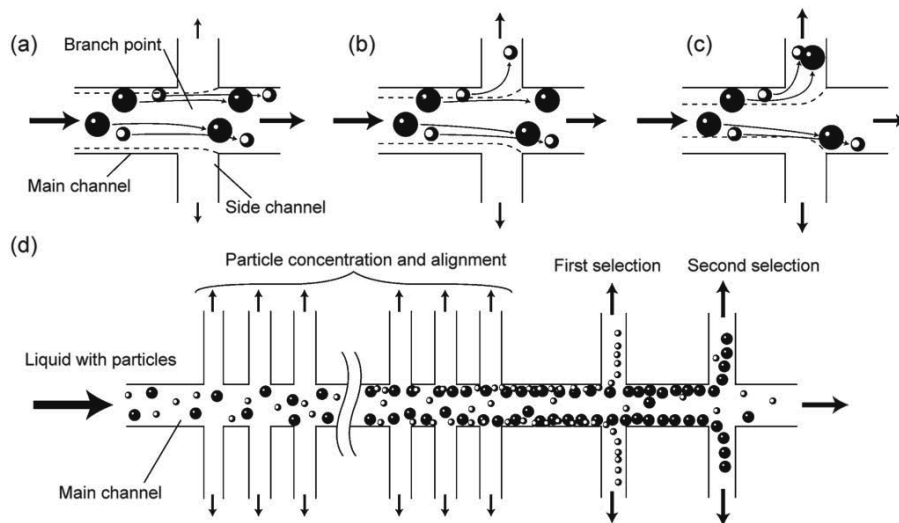 (a)
Branch point
Main channel
Side channel
(b)
(c)
(d)
Particle concentration and alignment
First selection
Second selection
Liquid with particles
Main channel